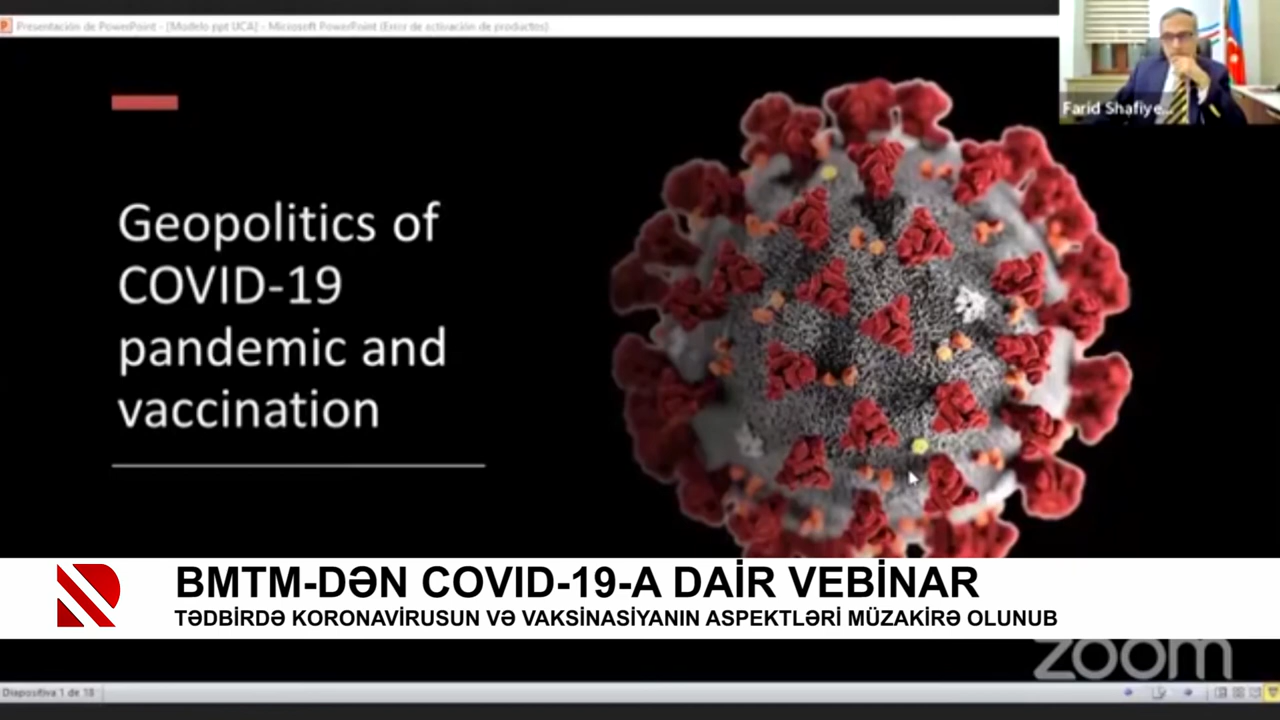 Presentación de PowerPoint - [Modelo ppt UCA] - Microsoft PowerPoint (Error de activación de productos)
Farid Shafiye...
Geopolitics of
COVID-19
pandemic and
vaccination
BMTM-DƏN COVID-19-A DAİR VEBİNAR
TƏDBİRDƏ KORONAVİRUSUN VƏ VAKSİNASİYANIN ASPEKTLƏRİ MÜZAKİRƏ OLUNUB
zoom
Diapositiva 1 de 18